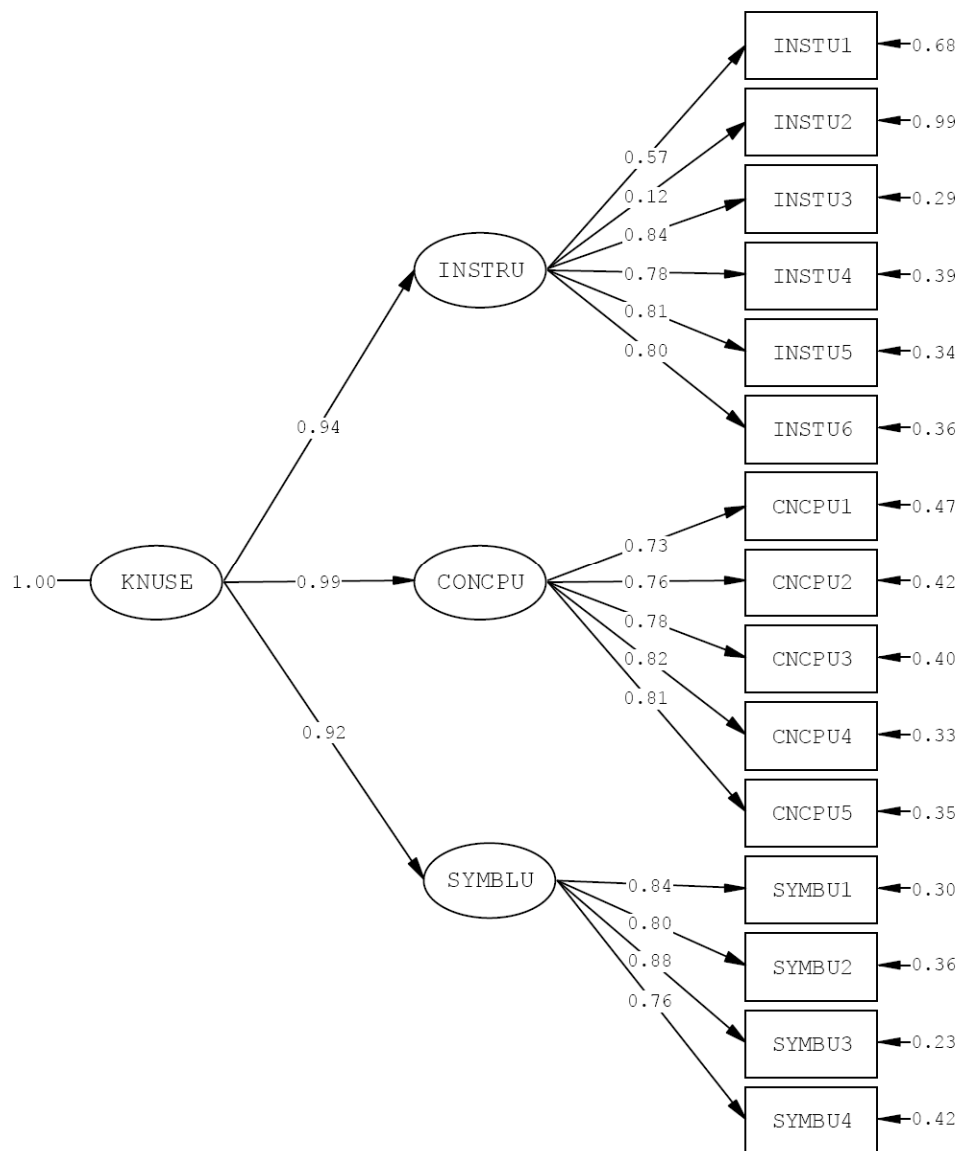 INSTU1 0.68
INSTU2 0.99
0.57
INSTU3 0.29
0.12
0.84
INSTRU
INSTU4 0.39
0.78
0.81
INSTU5 0.34
0.80
INSTU6 0.36
0.94
CNCPU1 0.47
0.73
1.00 KNUSE 0.99 CONCPU 0.76 CNCPU2 0.42
0.78
CNCPU3 0.40
0.82
0.81
0.92
CNCPU4 0.33
CNCPU5 0.35
SYMBLU 0.84 SYMBU1 0.30
0.80
0.88
SYMBU2 0.36
0.76
SYMBU3 0.23
SYMBU4 0.42